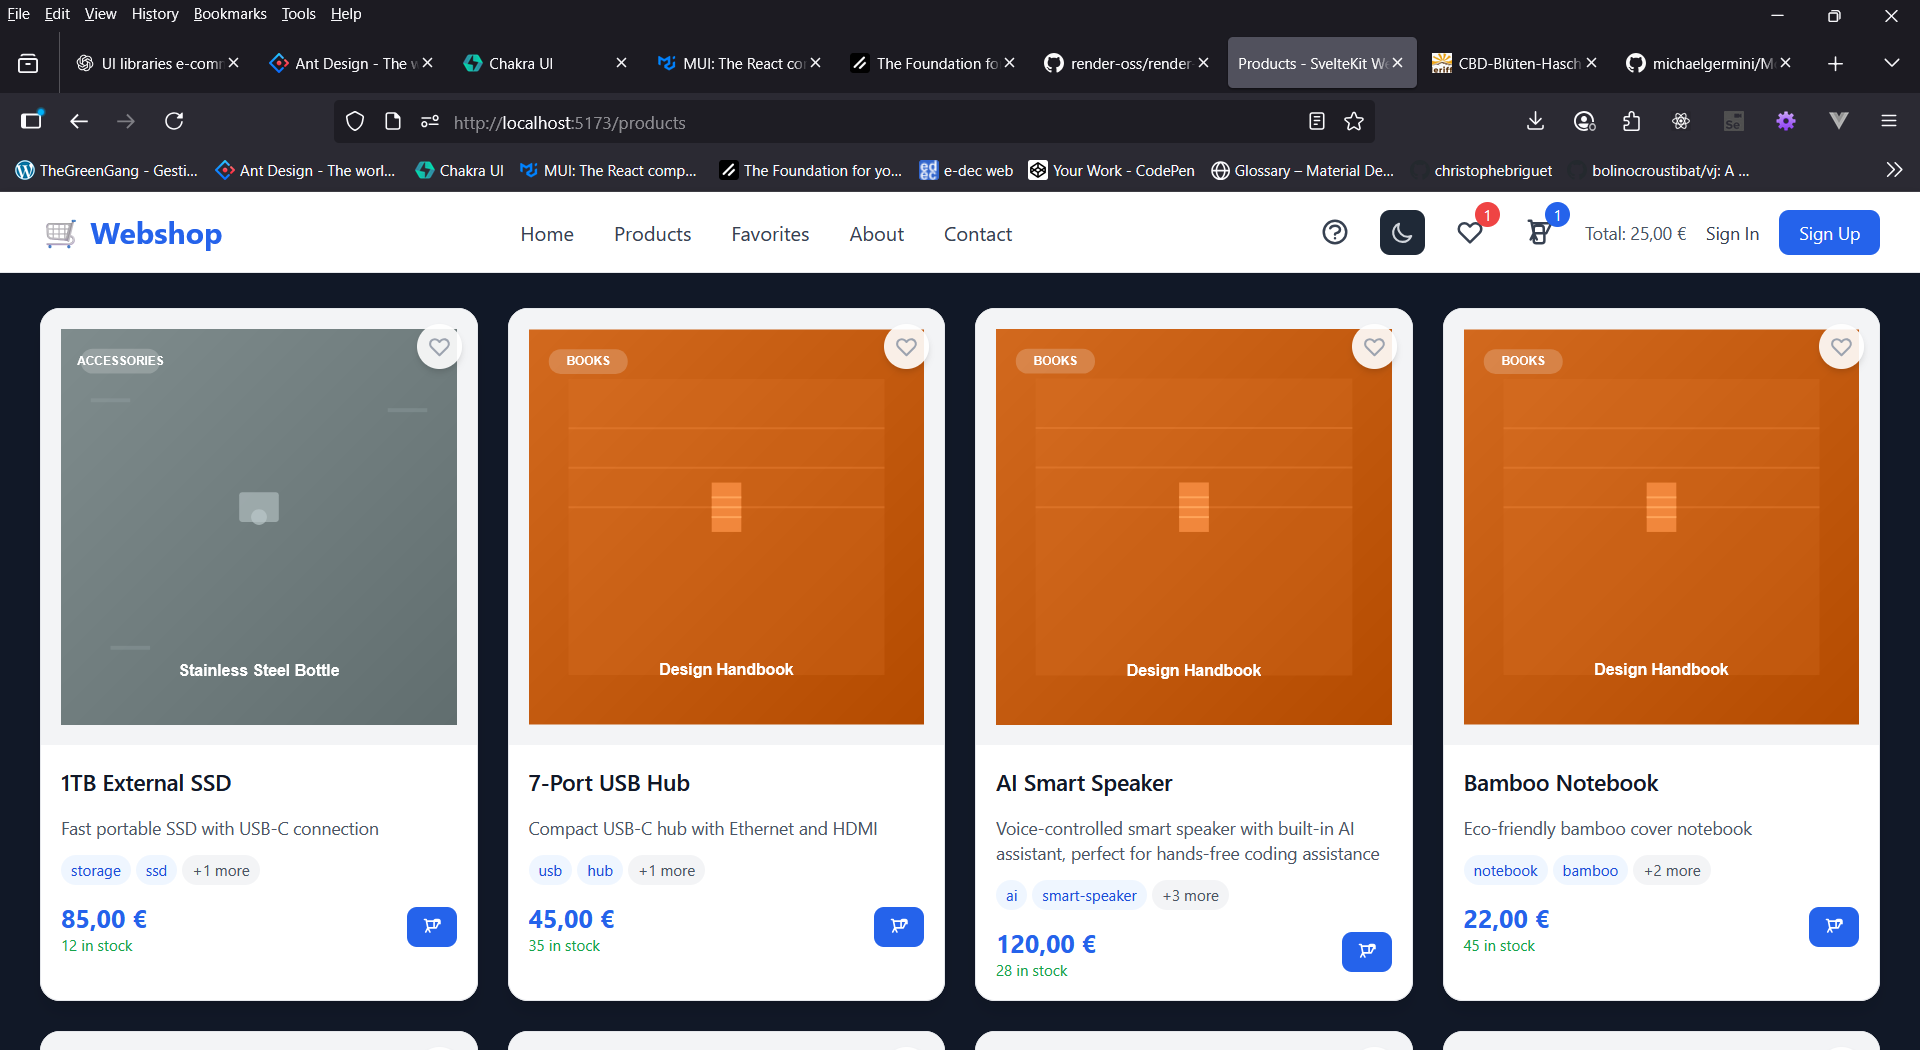 File Edit View History Bookmarks Tools Help
UI libraries e-comr
Ant Design - The w
Chakra UI
MUI: The React co
The Foundation fo
render-oss/render
Products - SvelteKit We
CBD-Blüten-Hasch
michaelgermini/M
http://localhost:5173/products
TheGreenGang - Gesti...
Ant Design - The worl...
Chakra UI
MUI: The React comp...
The Foundation for yo...
e-dec web
Your Work - CodePen
Glossary – Material De...
christophebriguet
bolinocroustibat/vj: A ...
Webshop
Home Products Favorites About Contact
1
1
Total: 25,00 €
Sign In
Sign Up
ACCESSORIES
Stainless Steel Bottle
1TB External SSD
Fast portable SSD with USB-C connection
storage ssd +1 more
85,00 €
12 in stock
BOOKS
Design Handbook
7-Port USB Hub
Compact USB-C hub with Ethernet and HDMI
usb hub +1 more
45,00 €
35 in stock
BOOKS
Design Handbook
AI Smart Speaker
Voice-controlled smart speaker with built-in AI
assistant, perfect for hands-free coding assistance
ai smart-speaker +3 more
120,00 €
28 in stock
BOOKS
Design Handbook
Bamboo Notebook
Eco-friendly bamboo cover notebook
notebook bamboo +2 more
22,00 €
45 in stock